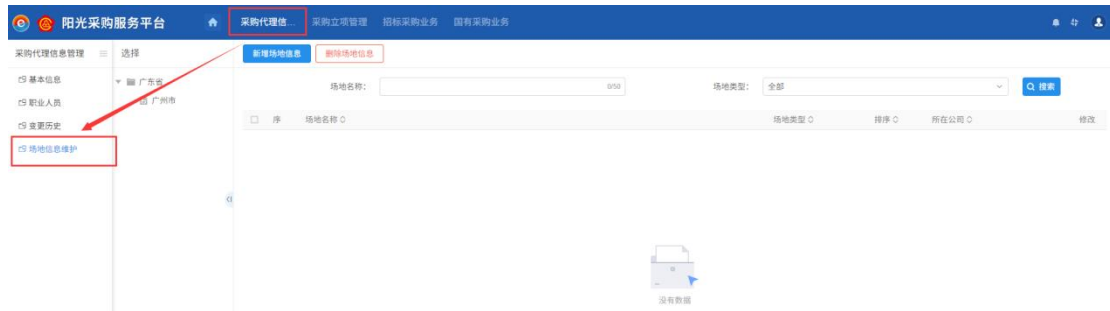 阳光采购服务平台
采购代理信... 采购立项管理 招标采购业务 国有采购业务
采购代理信息管理
选择
新增场地信息 删除场地信息
基本信息
职业人员
变更历史
场地信息维护
广东省
广州市
场地名称: 0/50 场地类型: 全部 搜索
序 场地名称 场地类型 排序 所在公司 修改
没有数据